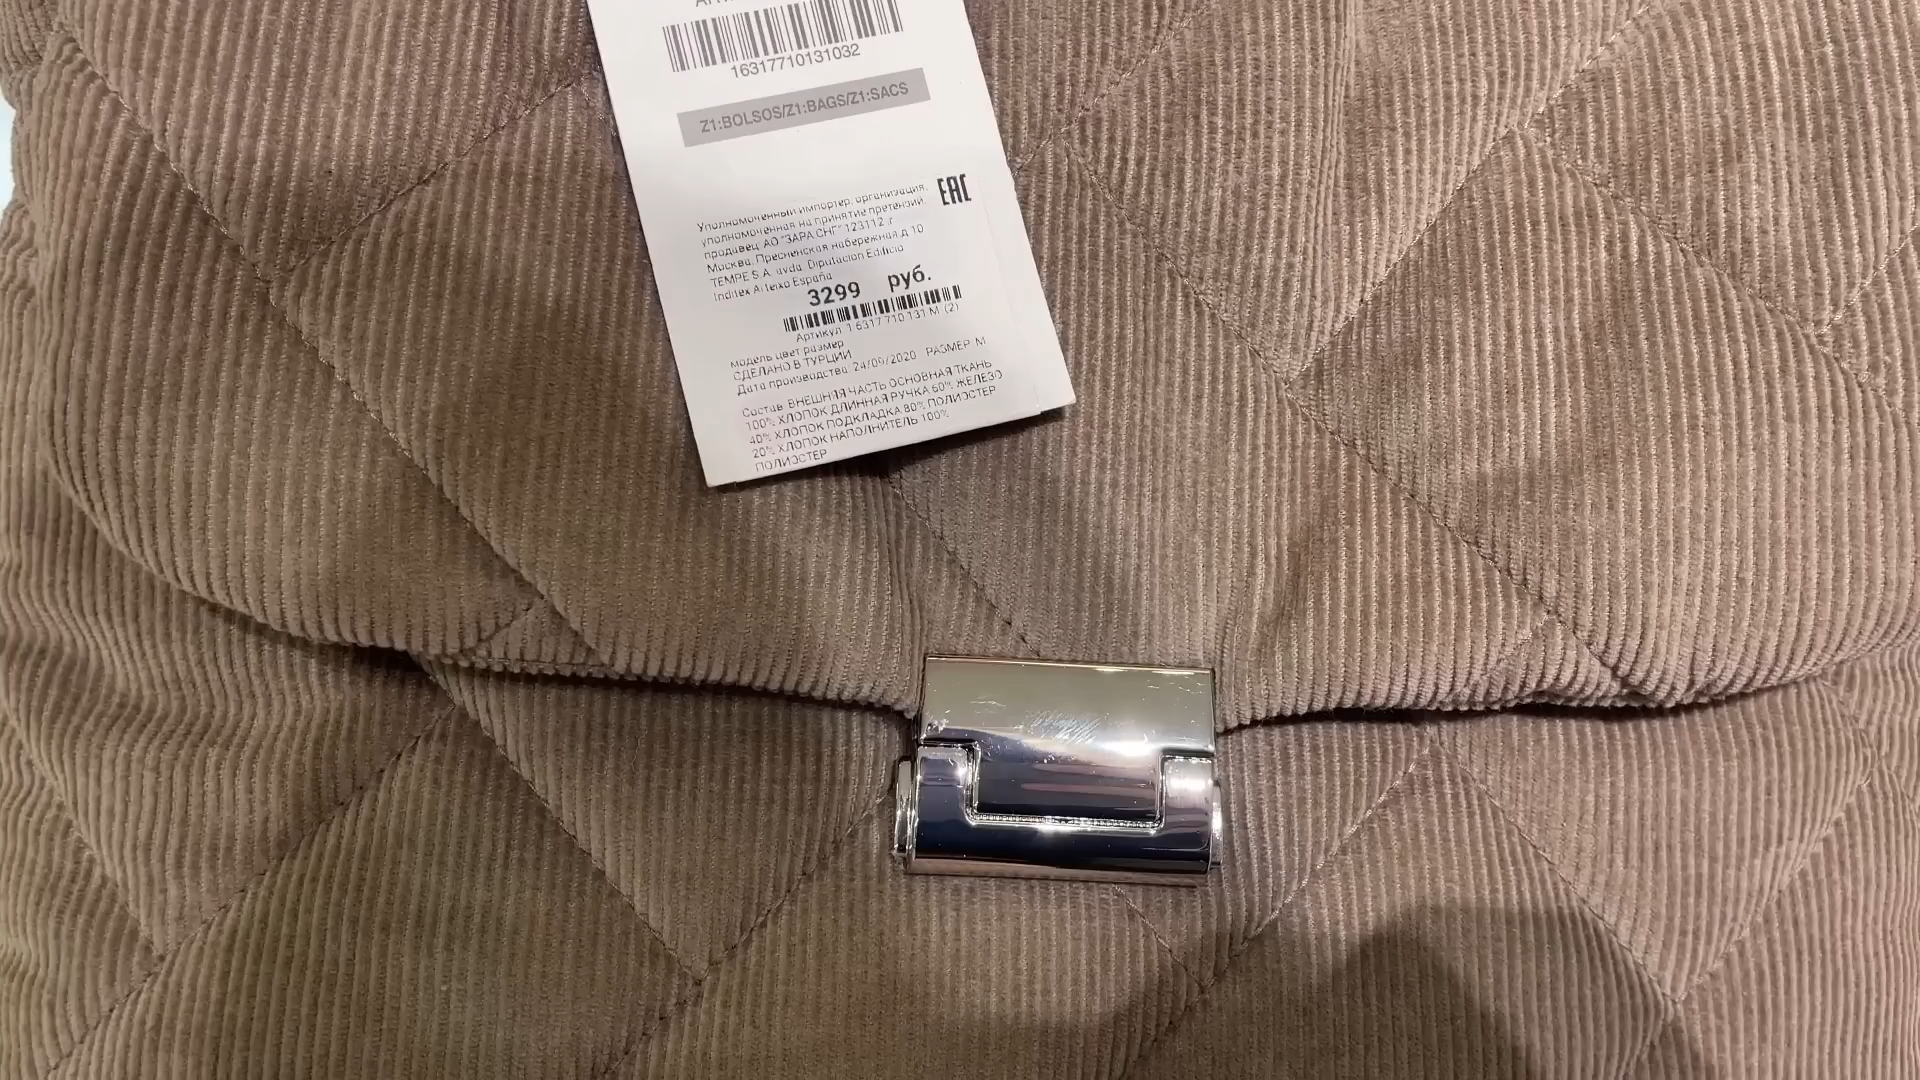 16317710131032
Z1:BOLSOS/Z1:BAGS/Z1:SACS
EAC
Уполномоченный импортер, организация,
уполномоченная на принятие претензий,
продавец: АО "ЗАРА СНГ" 123112, г.
Москва, Пресненская набережная,д 10
TEMPE S.A. avda. Diputacion Edificio
Inditex Arteixo España
3299 руб.
Артикул 1 6317 710 131 M (2)
модель цвет размер
СДЕЛАНО В ТУРЦИИ
Дата производства: 24/09/2020 РАЗМЕР M
Состав: ВНЕШНЯЯ ЧАСТЬ ОСНОВНАЯ ТКАНЬ
100% ХЛОПОК ДЛИННАЯ РУЧКА 60% ЖЕЛЕЗО
40% ХЛОПОК ПОДКЛАДКА 80% ПОЛИЭСТЕР
20% ХЛОПОК НАПОЛНИТЕЛЬ 100%
ПОЛИЭСТЕР